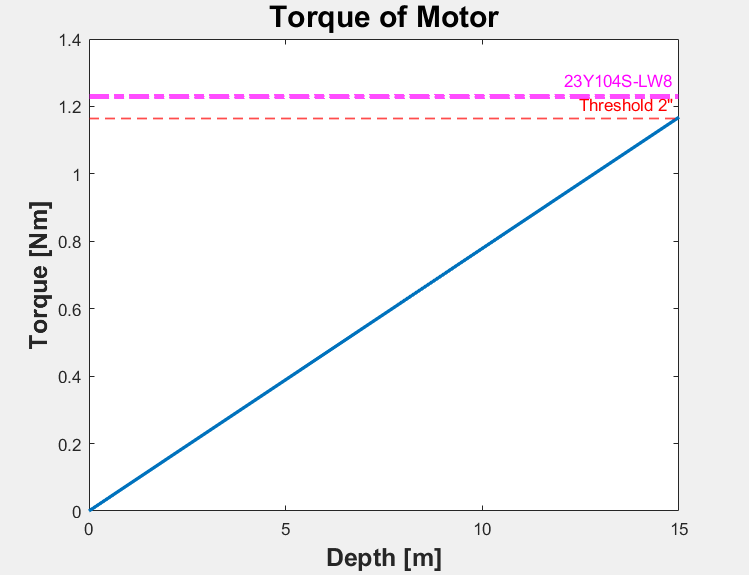 Torque of Motor
1.4
23Y104S-LW8
1.2
Threshold 2"
1
0.8
Torque [Nm]
0.6
0.4
0.2
0
0 5 10 15
Depth [m]